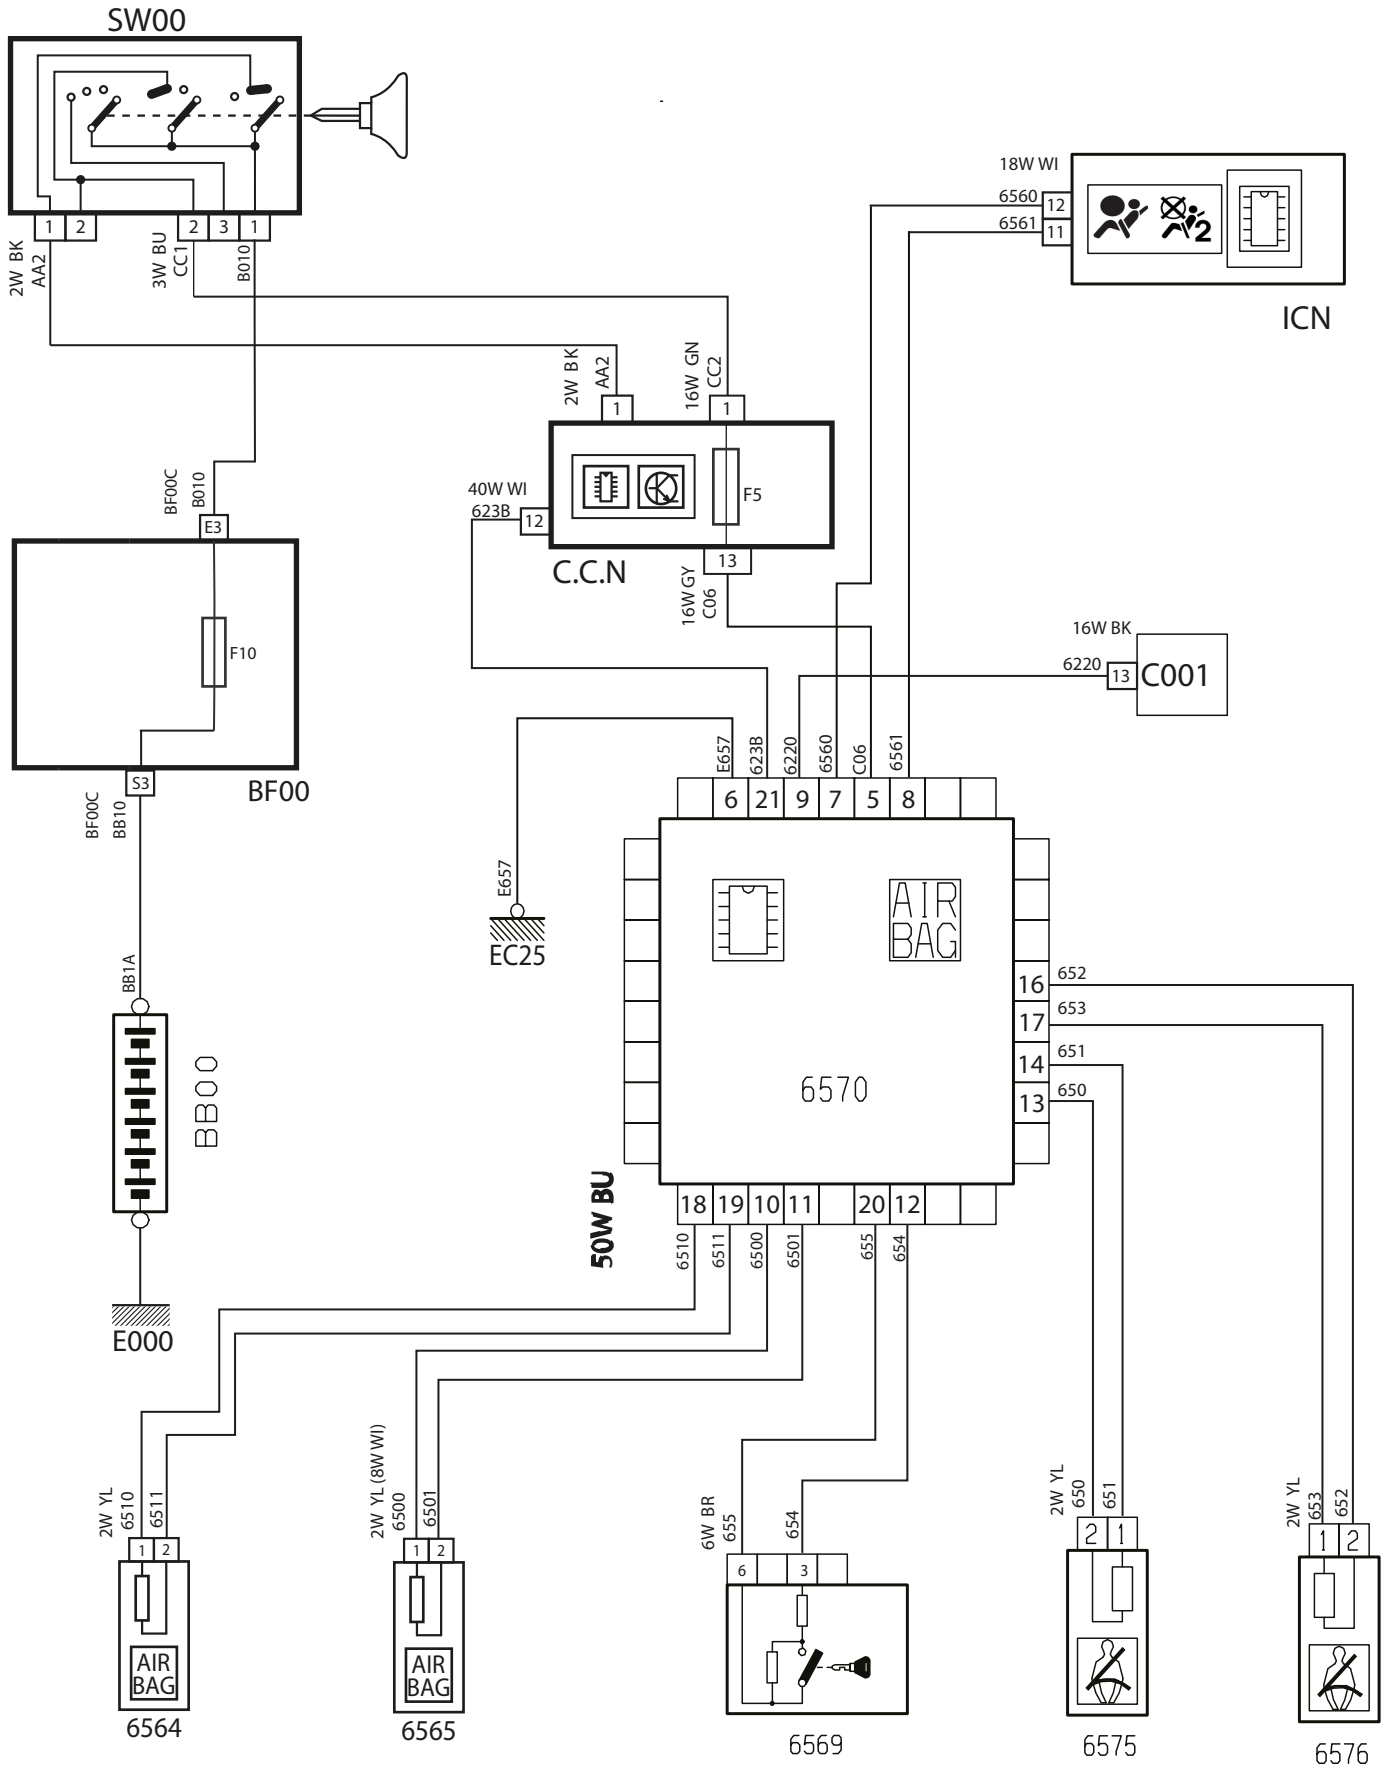 SW00
1
2
2
3
1
2W BK
AA2
3W BU
CC1
B010
18W WI
6560
12
6561
11
2
ICN
2W BK
AA2
16W GN
CC2
1
1
BF00C
B010
E3
40W WI
623B
12
F5
13
C.C.N
16W GY
C06
F10
16W BK
6220
13
C001
S3
BF00
BF00C
BB10
E657
623B
6220
6560
C06
6561
6
21
9
7
5
8
E657
EC25
AIR
BAG
BB1A
BB00
16
652
17
653
14
651
13
650
6570
50W BU
18
19
10
11
20
12
6510
6511
6500
6501
655
654
E000
2W YL
6510
6511
1
2
AIR
BAG
6564
2W YL (8W WI)
6500
6501
1
2
AIR
BAG
6565
6W BR
655
654
6
3
6569
2W YL
650
651
2
1
6575
2W YL
653
652
1
2
6576